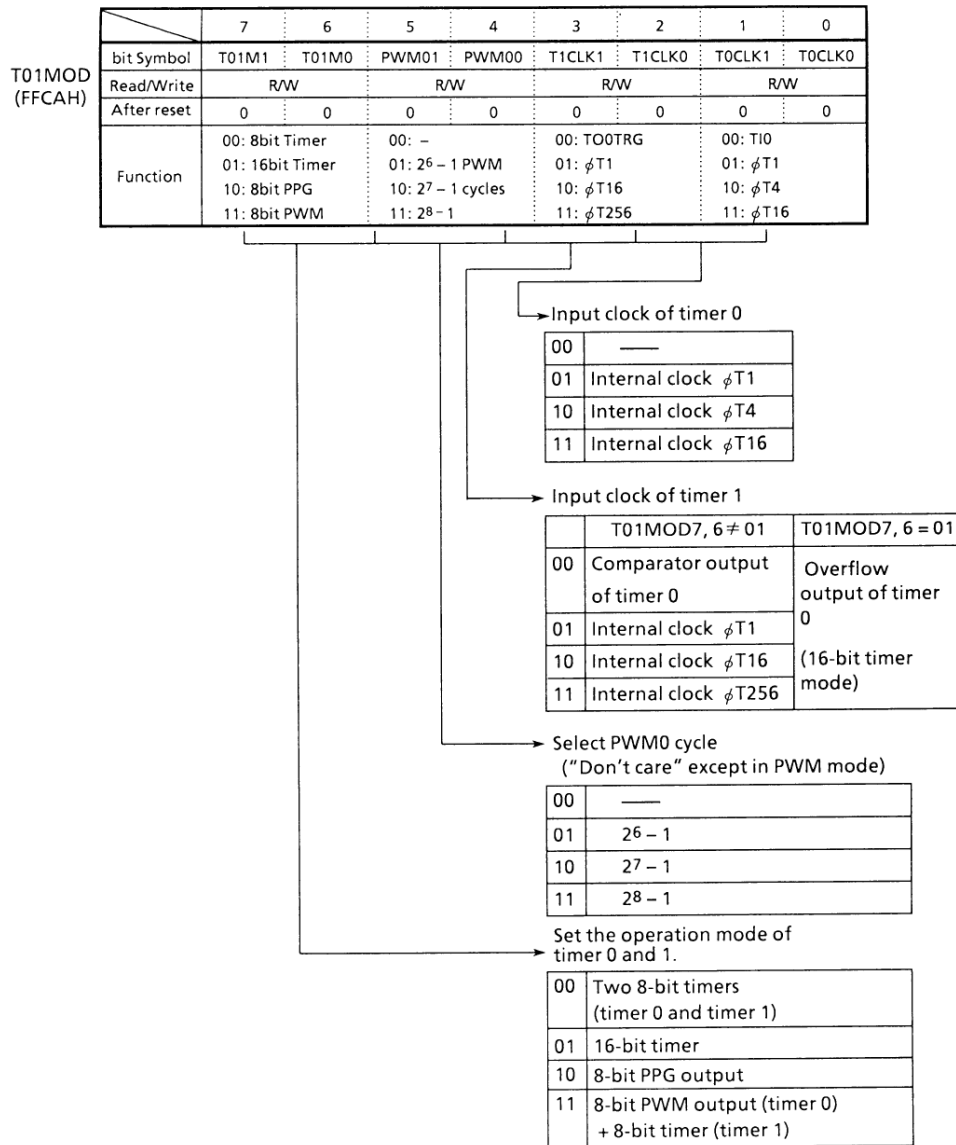 7 6 5 4 3 2 1 0
T01MOD
(FFCAH)
bit Symbol T01M1 T01M0 PWM01 PWM00 T1CLK1 T1CLK0 T0CLK1 T0CLK0
Read/Write R/W R/W R/W R/W
After reset 0 0 0 0 0 0 0 0
Function
00: 8bit Timer 00: – 00: TO0TRG 00: TI0
01: 16bit Timer 01: 2⁶ – 1 PWM 01: ϕT1 01: ϕT1
10: 8bit PPG 10: 2⁷ – 1 cycles 10: ϕT16 10: ϕT4
11: 8bit PWM 11: 2⁸ – 1 11: ϕT256 11: ϕT16
Input clock of timer 0
00 ——
01 Internal clock ϕT1
10 Internal clock ϕT4
11 Internal clock ϕT16
Input clock of timer 1
T01MOD7, 6 ≠ 01 T01MOD7, 6 = 01
00 Comparator output
of timer 0
01 Internal clock ϕT1
10 Internal clock ϕT16
11 Internal clock ϕT256
Overflow
output of timer
0
(16-bit timer
mode)
Select PWM0 cycle
("Don't care" except in PWM mode)
00 ——
01 2⁶ – 1
10 2⁷ – 1
11 2⁸ – 1
Set the operation mode of
timer 0 and 1.
00 Two 8-bit timers
(timer 0 and timer 1)
01 16-bit timer
10 8-bit PPG output
11 8-bit PWM output (timer 0)
+ 8-bit timer (timer 1)